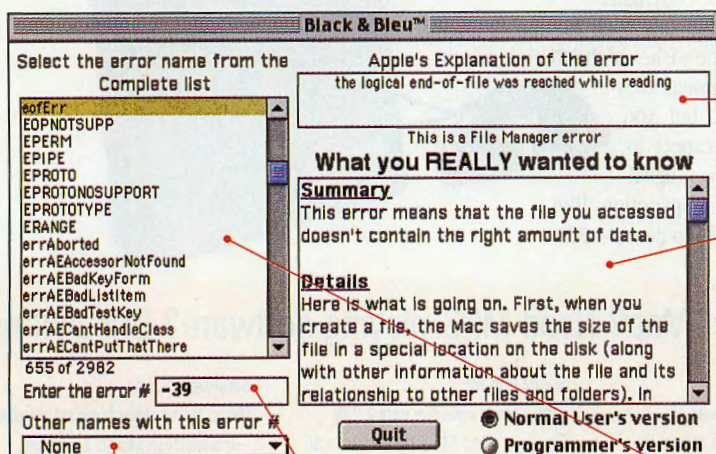 Black & Bleu™
Select the error name from the
Complete list
eofErr
EOPNOTSUPP
EPERM
EPIPE
EPROTO
EPROTONOSUPPORT
EPROTOTYPE
ERANGE
errAborted
errAEAccessorNotFound
errAEBadKeyForm
errAEBadListItem
errAEBadTestKey
errAECantHandleClass
errAECantPutThatThere
655 of 2982
Enter the error # -39
Other names with this error #
None
Apple's Explanation of the error
the logical end-of-file was reached while reading
This is a File Manager error
What you REALLY wanted to know
Summary
This error means that the file you accessed
doesn't contain the right amount of data.
Details
Here is what is going on. First, when you
create a file, the Mac saves the size of the
file in a special location on the disk (along
with other information about the file and its
relationship to other files and folders). In
Quit
Normal User's version
Programmer's version